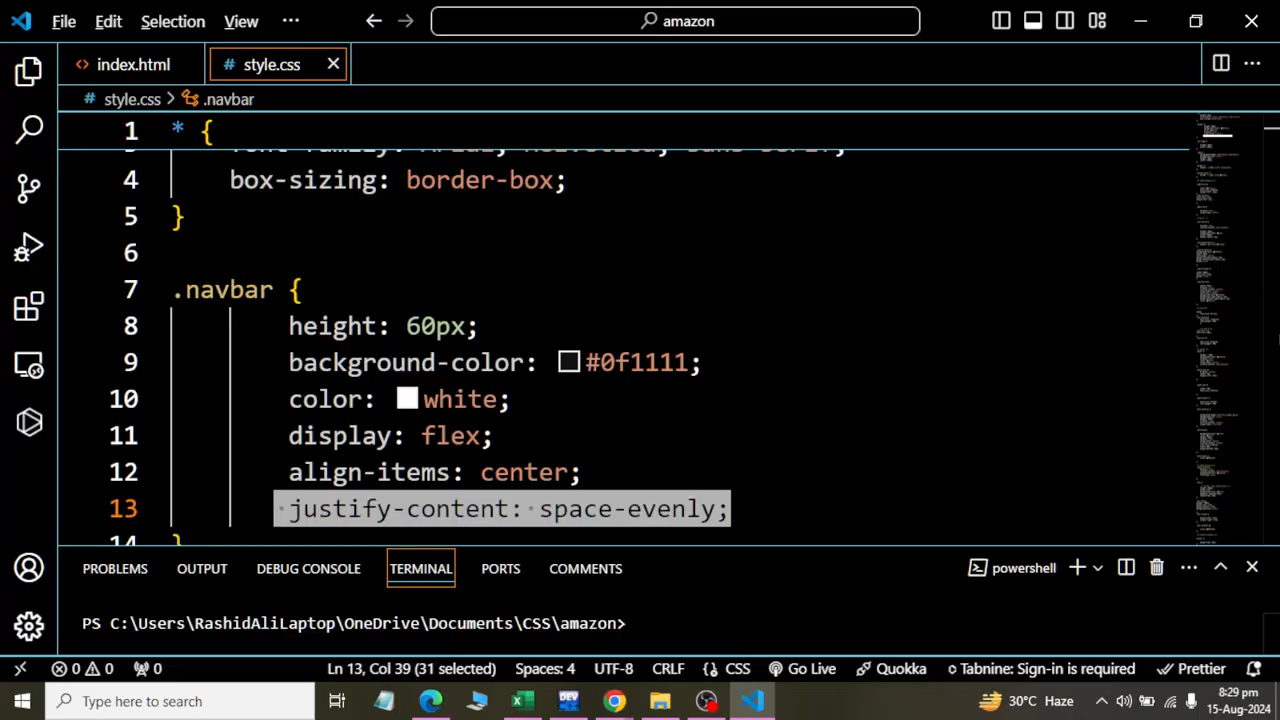 File Edit Selection View ··· amazon
index.html style.css
style.css > .navbar
1 * {
4 box-sizing: border-box;
5 }
6
7 .navbar {
8 height: 60px;
9 background-color: #0f1111;
10 color: white;
11 display: flex;
12 align-items: center;
13 justify-content: space-evenly;
14 }
PROBLEMS OUTPUT DEBUG CONSOLE TERMINAL PORTS COMMENTS powershell
PS C:\Users\RashidAliLaptop\OneDrive\Documents\CSS\amazon>
0 0 0 Ln 13, Col 39 (31 selected) Spaces: 4 UTF-8 CRLF {} CSS Go Live Quokka Tabnine: Sign-in is required Prettier
Type here to search DEV 30°C Haze 8:29 pm
15-Aug-2024